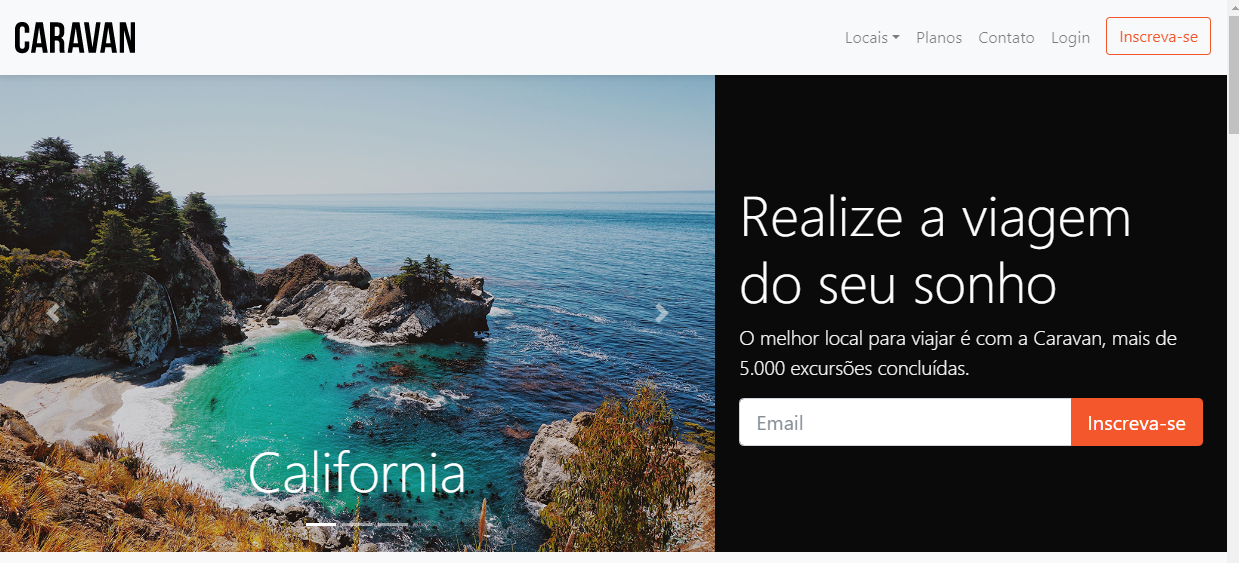 CARAVAN
Locais
Planos
Contato
Login
Inscreva-se
Realize a viagem
do seu sonho
O melhor local para viajar é com a Caravan, mais de
5.000 excursões concluídas.
Email
Inscreva-se
California